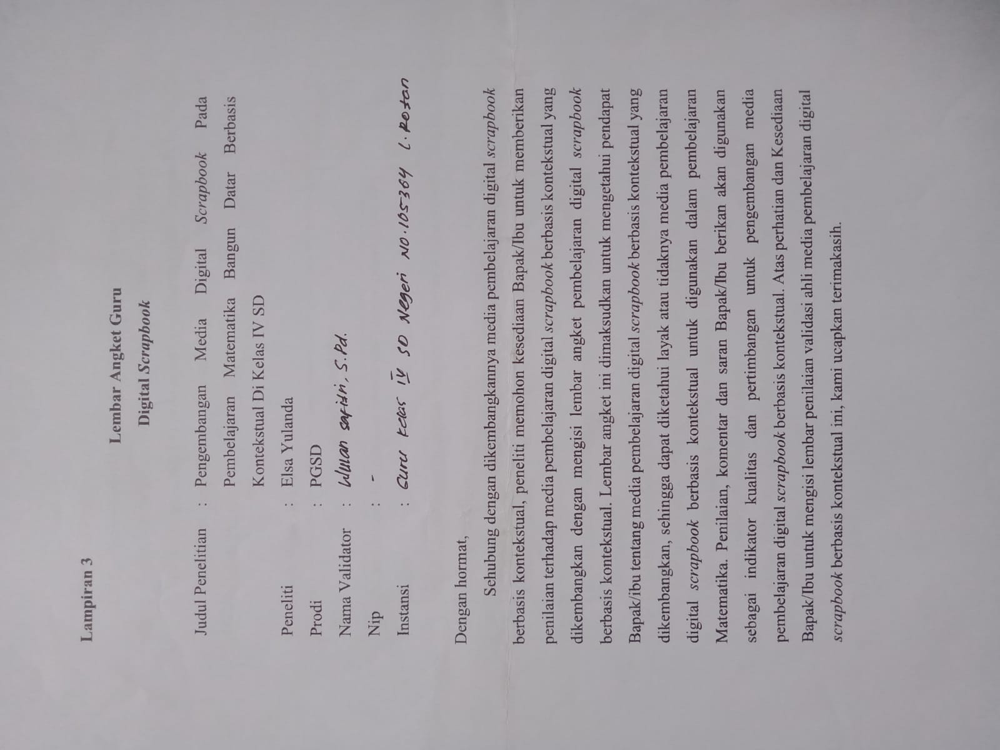 Lampiran 3
Lembar Angket Guru
Digital Scrapbook
Judul Penelitian : Pengembangan Media Digital Scrapbook Pada
Pembelajaran Matematika Bangun Datar Berbasis
Kontekstual Di Kelas IV SD
Peneliti : Elsa Yulanda
Prodi : PGSD
Nama Validator : Wulan Safitri, S.Pd.
Nip : -
Instansi : Guru Kelas IV SD Negeri NO.105364 L.Rotan
Dengan hormat,
Sehubung dengan dikembangkannya media pembelajaran digital scrapbook
berbasis kontekstual, peneliti memohon kesediaan Bapak/Ibu untuk memberikan
penilaian terhadap media pembelajaran digital scrapbook berbasis kontekstual yang
dikembangkan dengan mengisi lembar angket pembelajaran digital scrapbook
berbasis kontekstual. Lembar angket ini dimaksudkan untuk mengetahui pendapat
Bapak/ibu tentang media pembelajaran digital scrapbook berbasis kontekstual yang
dikembangkan, sehingga dapat diketahui layak atau tidaknya media pembelajaran
digital scrapbook berbasis kontekstual untuk digunakan dalam pembelajaran
Matematika. Penilaian, komentar dan saran Bapak/Ibu berikan akan digunakan
sebagai indikator kualitas dan pertimbangan untuk pengembangan media
pembelajaran digital scrapbook berbasis kontekstual. Atas perhatian dan Kesediaan
Bapak/Ibu untuk mengisi lembar penilaian validasi ahli media pembelajaran digital
scrapbook berbasis kontekstual ini, kami ucapkan terimakasih.